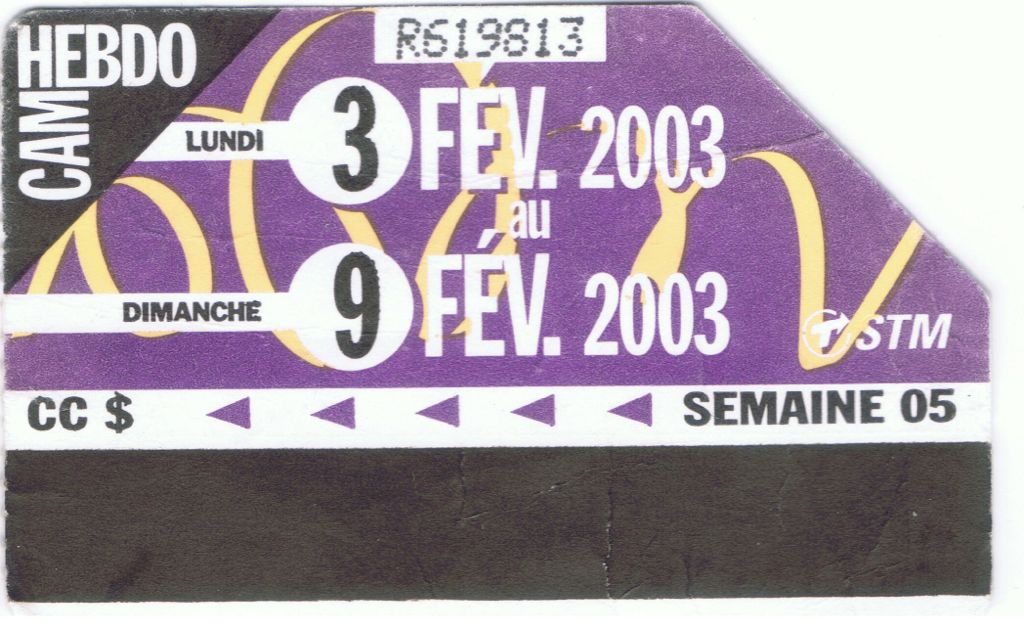 CAM HEBDO
R619813
LUNDI 3 FÉV. 2003
au
DIMANCHE 9 FÉV. 2003
STM
CC $ SEMAINE 05